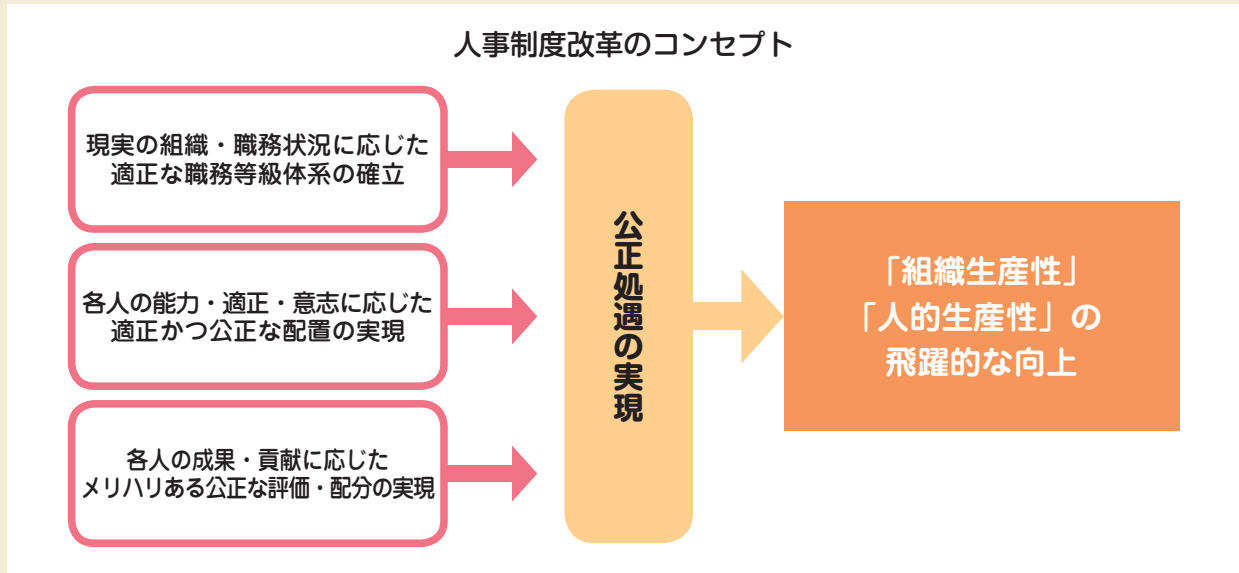 人事制度改革のコンセプト
現実の組織・職務状況に応じた
適正な職務等級体系の確立
各人の能力・適正・意志に応じた
適正かつ公正な配置の実現
各人の成果・貢献に応じた
メリハリある公正な評価・配分の実現
公正処遇の実現
「組織生産性」
「人的生産性」の
飛躍的な向上